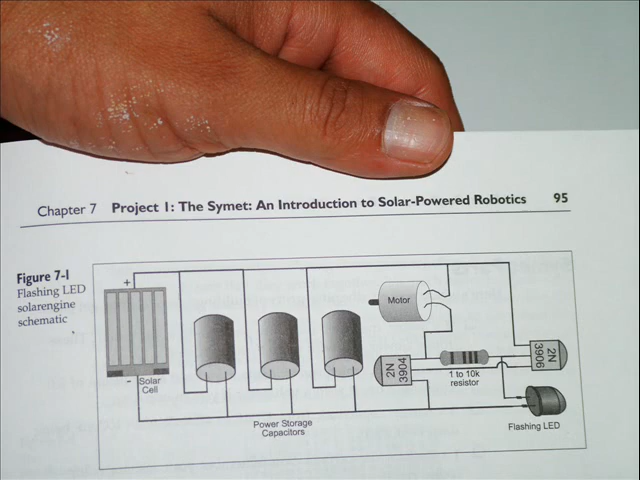 Chapter 7 Project 1: The Symet: An Introduction to Solar-Powered Robotics 95
Figure 7-1
Flashing LED
solarengine
schematic
+
Motor
2N
3904
1 to 10k
resistor
2N
3906
- Solar
Cell
Power Storage
Capacitors
Flashing LED